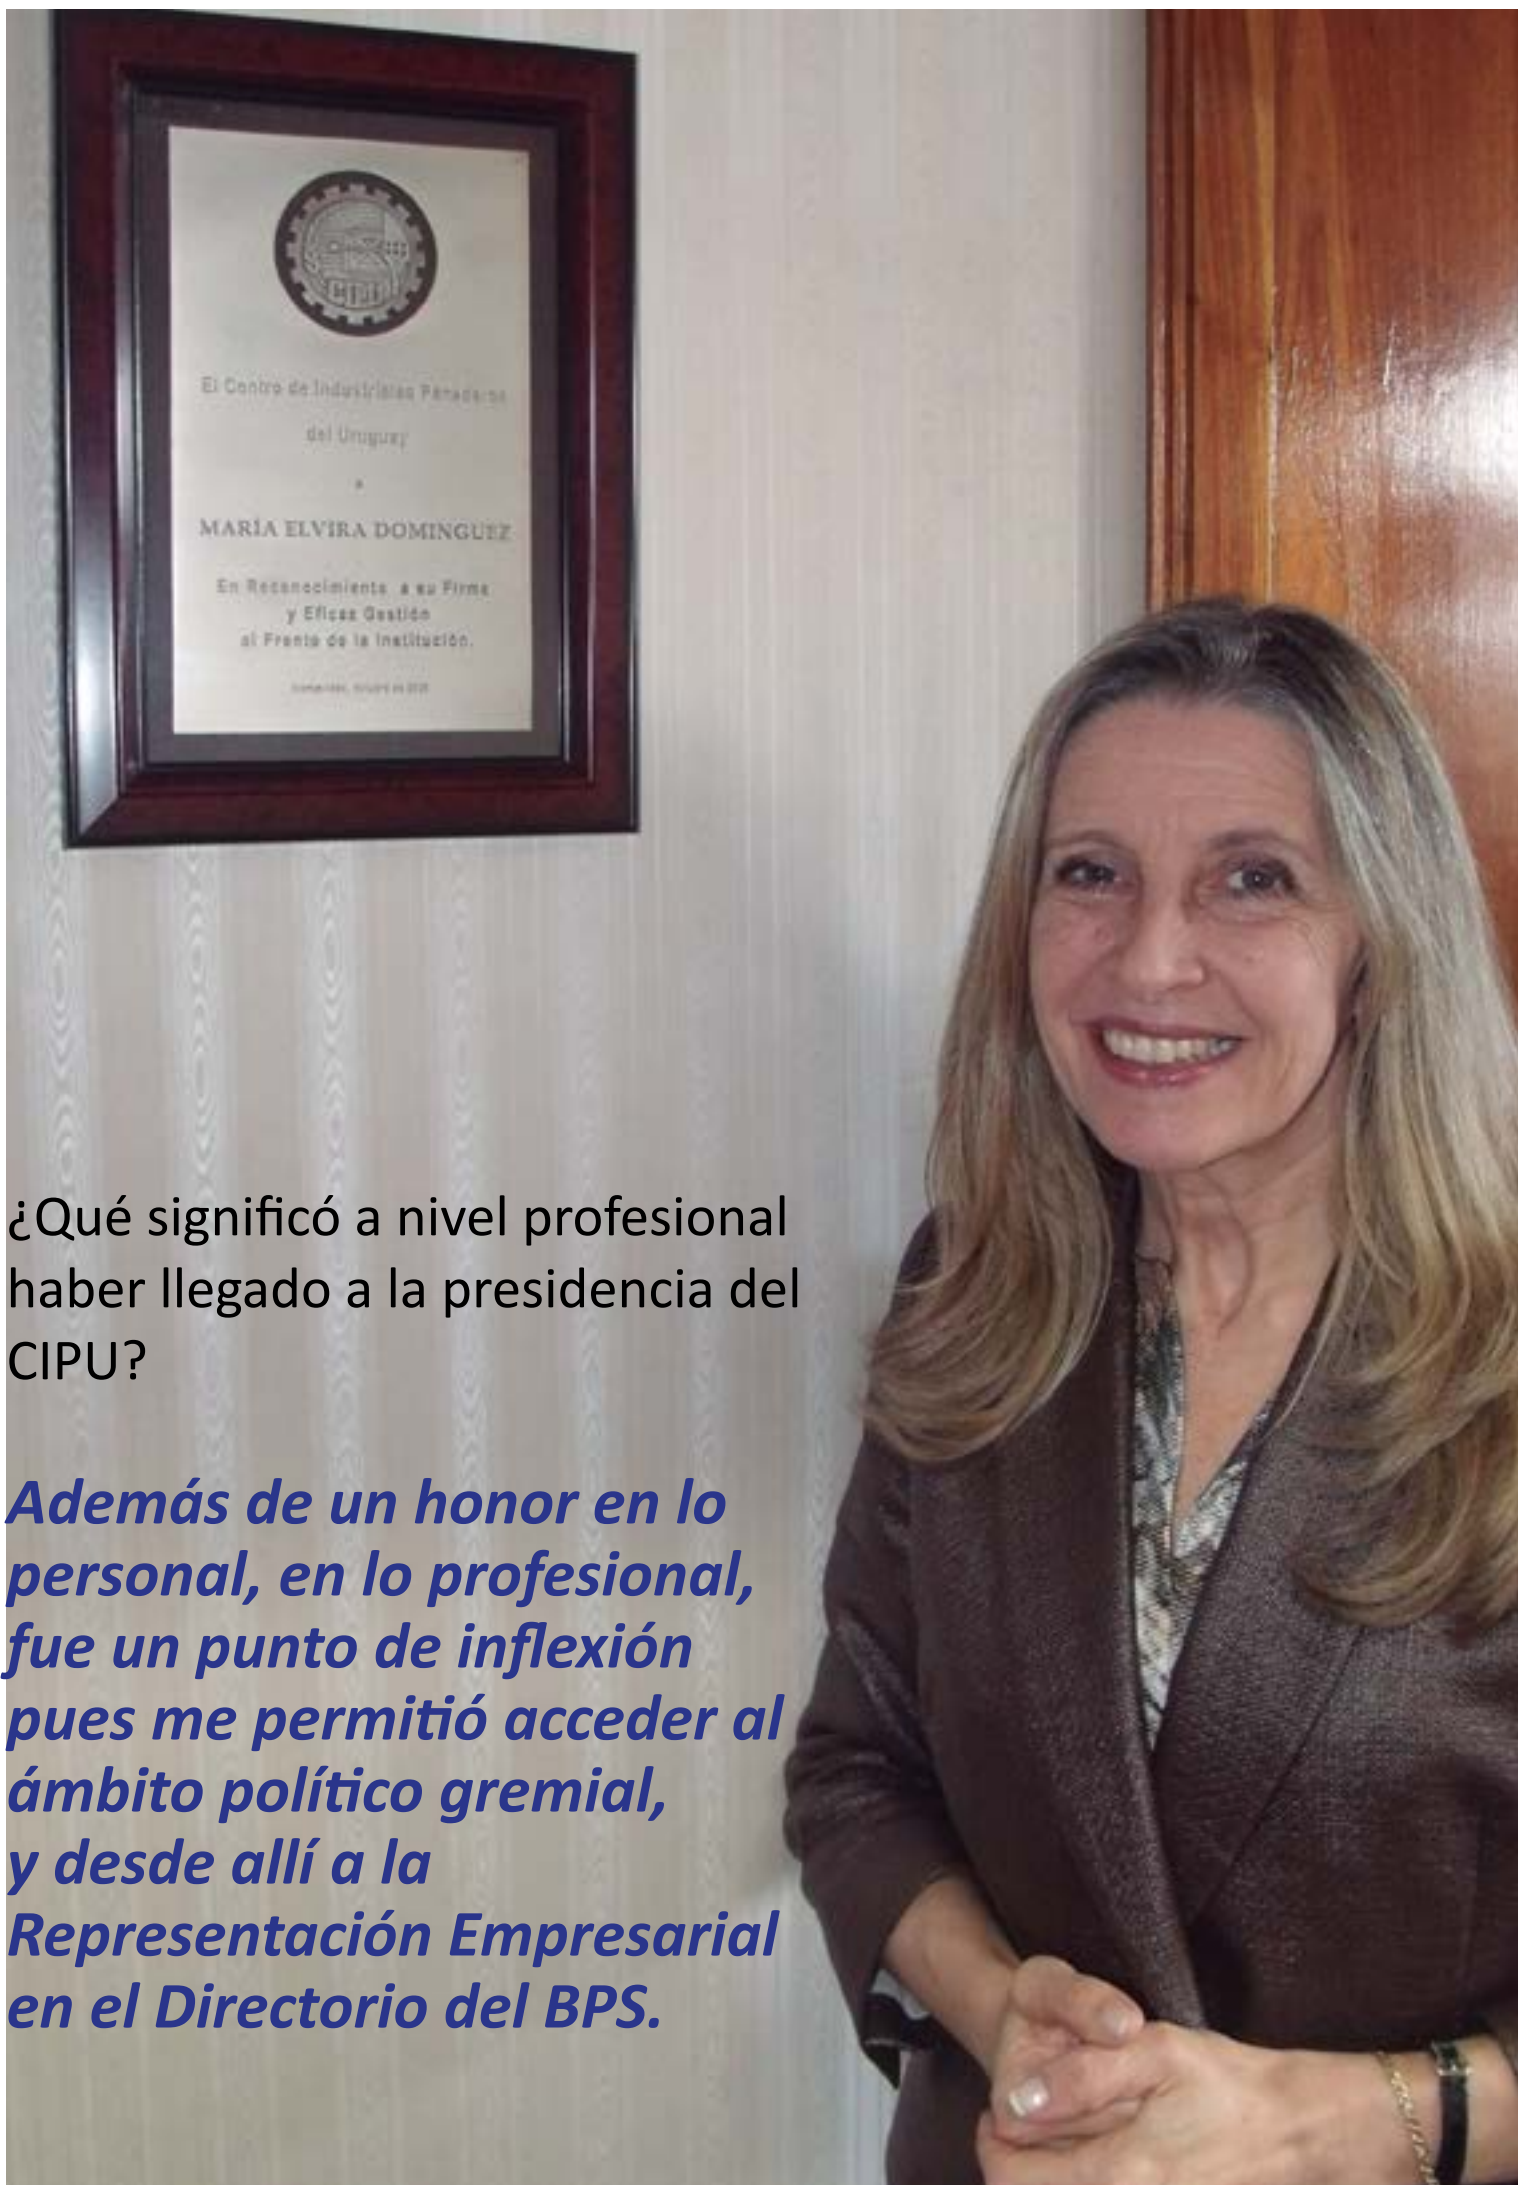 CIPU
El Centro de Industriales Panaderos
del Uruguay
a
MARÍA ELVIRA DOMINGUEZ
En Reconocimiento a su Firme
y Eficaz Gestión
al Frente de la Institución.
¿Qué significó a nivel profesional
haber llegado a la presidencia del
CIPU?
Además de un honor en lo
personal, en lo profesional,
fue un punto de inflexión
pues me permitió acceder al
ámbito político gremial,
y desde allí a la
Representación Empresarial
en el Directorio del BPS.